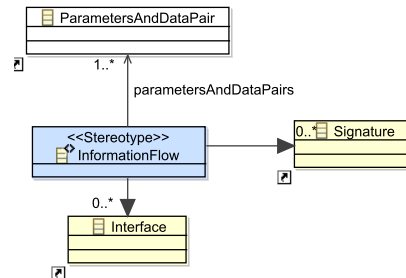 ParametersAndDataPair
1..*
parametersAndDataPairs
<<Stereotype>>
InformationFlow
0..* Signature
0..*
Interface